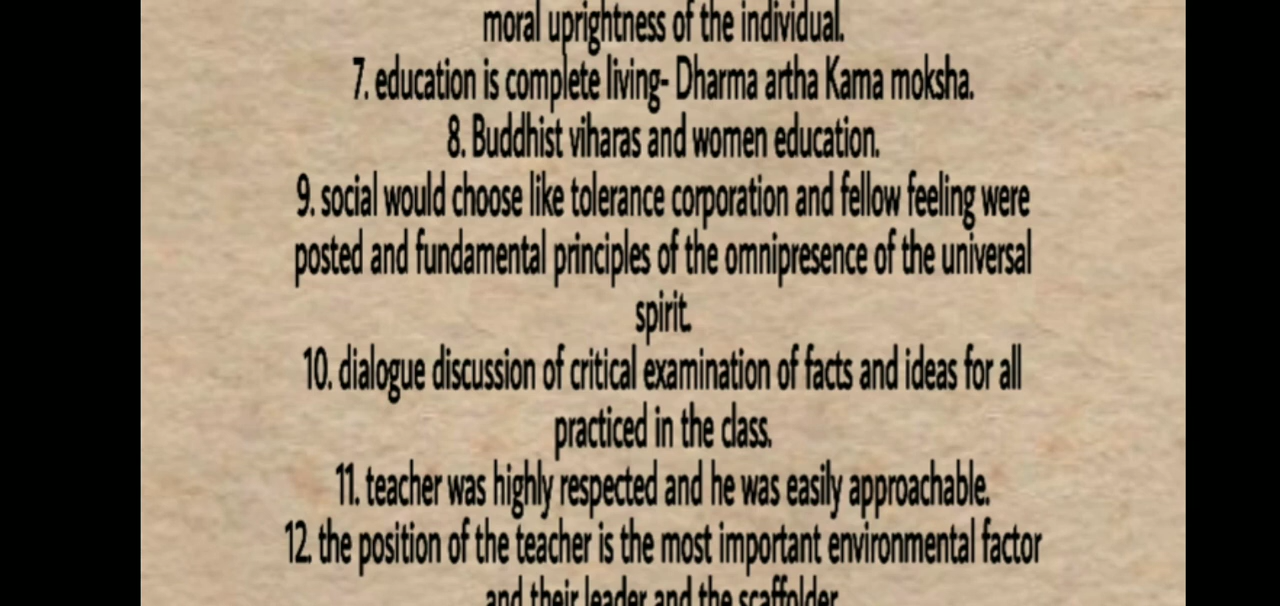 moral uprightness of the individual.
7. education is complete living- Dharma artha Kama moksha.
8. Buddhist viharas and women education.
9. social would choose like tolerance corporation and fellow feeling were
posted and fundamental principles of the omnipresence of the universal
spirit.
10. dialogue discussion of critical examination of facts and ideas for all
practiced in the class.
11. teacher was highly respected and he was easily approachable.
12. the position of the teacher is the most important environmental factor
and their leader and the scaffolder